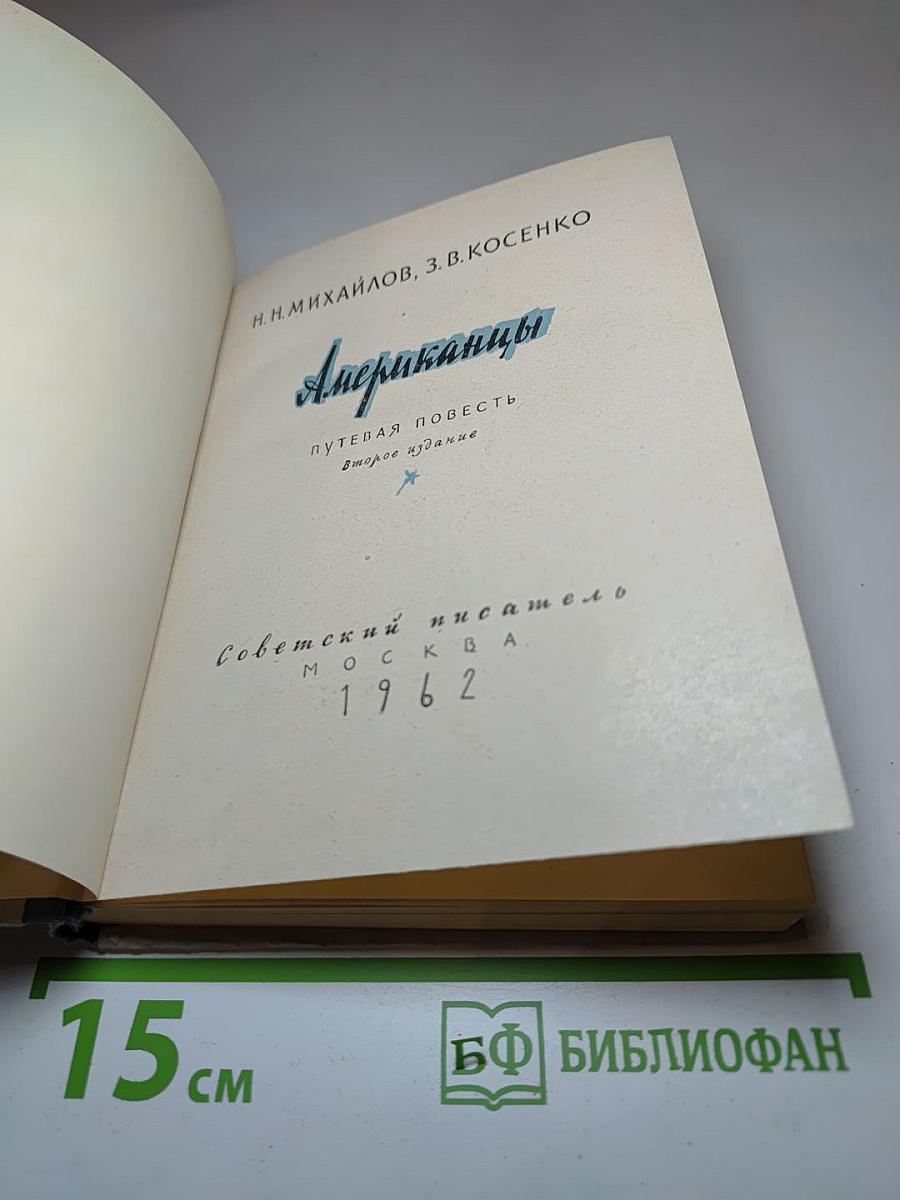 Н. Н. МИХАЙЛОВ, З. В. КОСЕНКО
Американцы
ПУТЕВАЯ ПОВЕСТЬ
Второе издание
Советский писатель
МОСКВА
1962
15 см
БФ БИБЛИОФАН